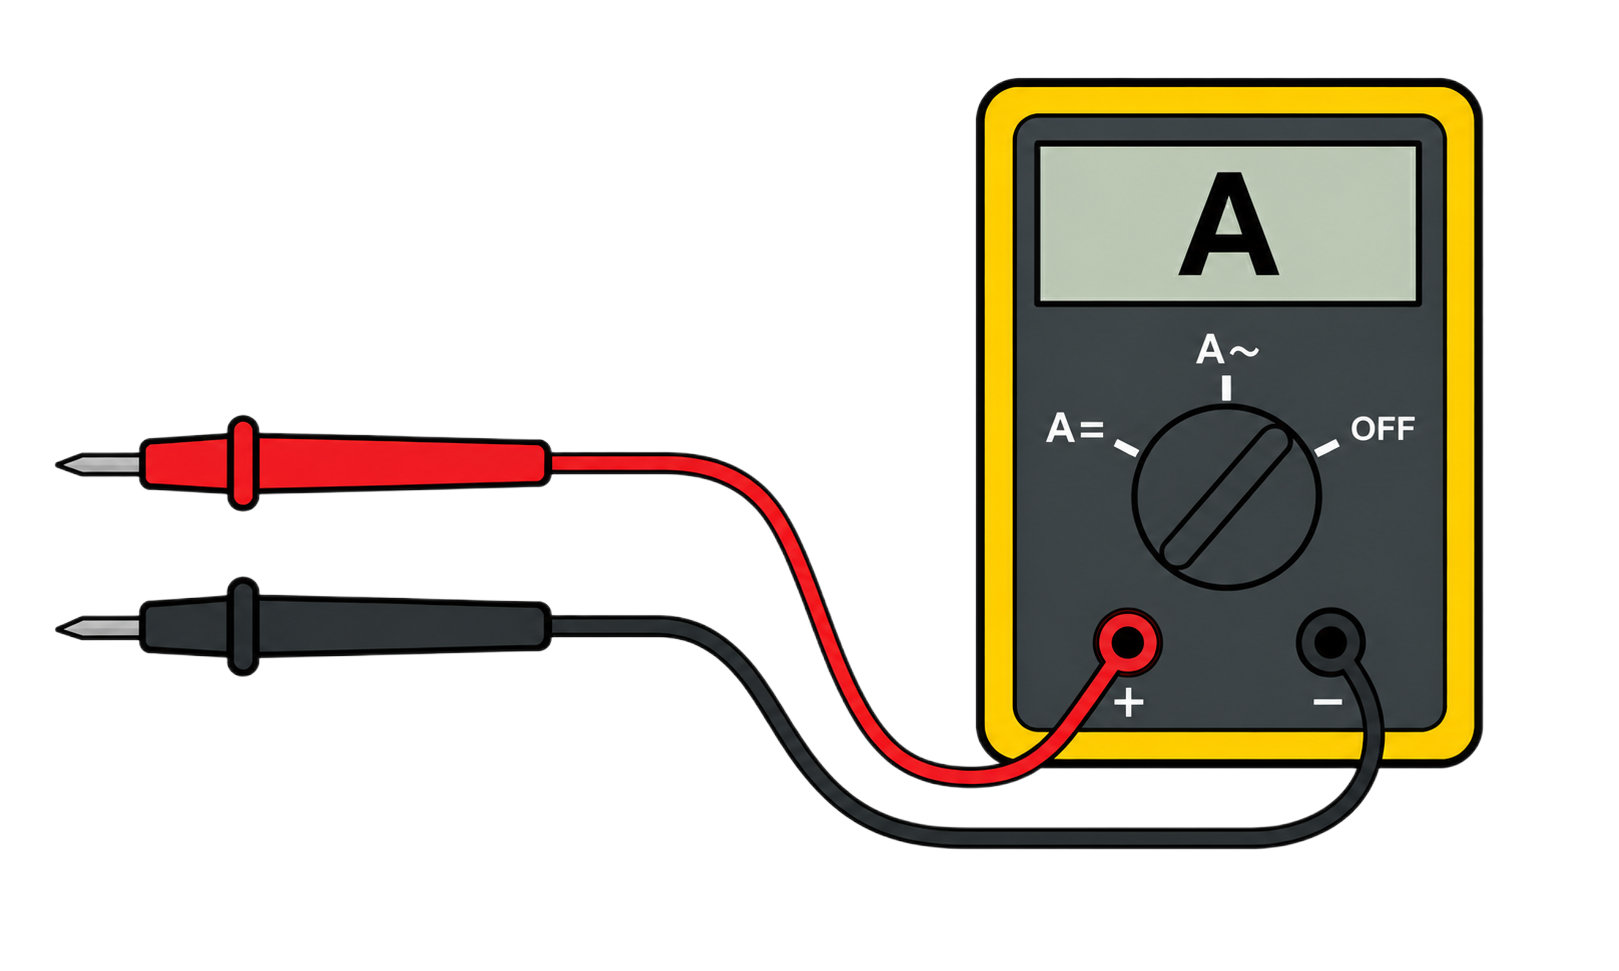 A
A~
A= OFF
+ −